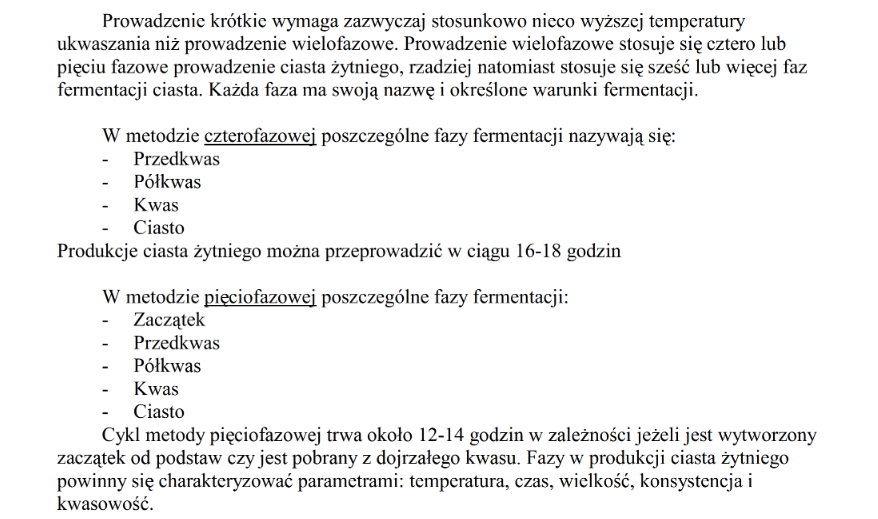 Prowadzenie krótkie wymaga zazwyczaj stosunkowo nieco wyższej temperatury
ukwaszania niż prowadzenie wielofazowe. Prowadzenie wielofazowe stosuje się cztero lub
pięciu fazowe prowadzenie ciasta żytniego, rzadziej natomiast stosuje się sześć lub więcej faz
fermentacji ciasta. Każda faza ma swoją nazwę i określone warunki fermentacji.
W metodzie czterofazowej poszczególne fazy fermentacji nazywają się:
- Przedkwas
- Półkwas
- Kwas
- Ciasto
Produkcje ciasta żytniego można przeprowadzić w ciągu 16-18 godzin
W metodzie pięciofazowej poszczególne fazy fermentacji:
- Zaczątek
- Przedkwas
- Półkwas
- Kwas
- Ciasto
Cykl metody pięciofazowej trwa około 12-14 godzin w zależności jeżeli jest wytworzony
zaczątek od podstaw czy jest pobrany z dojrzałego kwasu. Fazy w produkcji ciasta żytniego
powinny się charakteryzować parametrami: temperatura, czas, wielkość, konsystencja i
kwasowość.